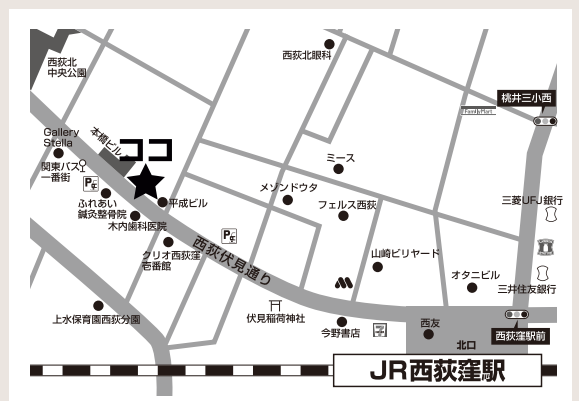 西荻北
中央公園
西荻北眼科
桃井三小西
FamilyMart
Gallery
Stella
本橋ビル
ココ
関東バス
一番街
ミース
P
ふれあい
鍼灸整骨院
平成ビル
メゾンドウタ
フェルス西荻
三菱UFJ銀行
木内歯科医院
P
西荻伏見通り
クリオ西荻窪
壱番館
山崎ビリヤード
オタニビル
三井住友銀行
上水保育園西荻分園
伏見稲荷神社
今野書店
西友
北口
西荻窪駅前
JR西荻窪駅